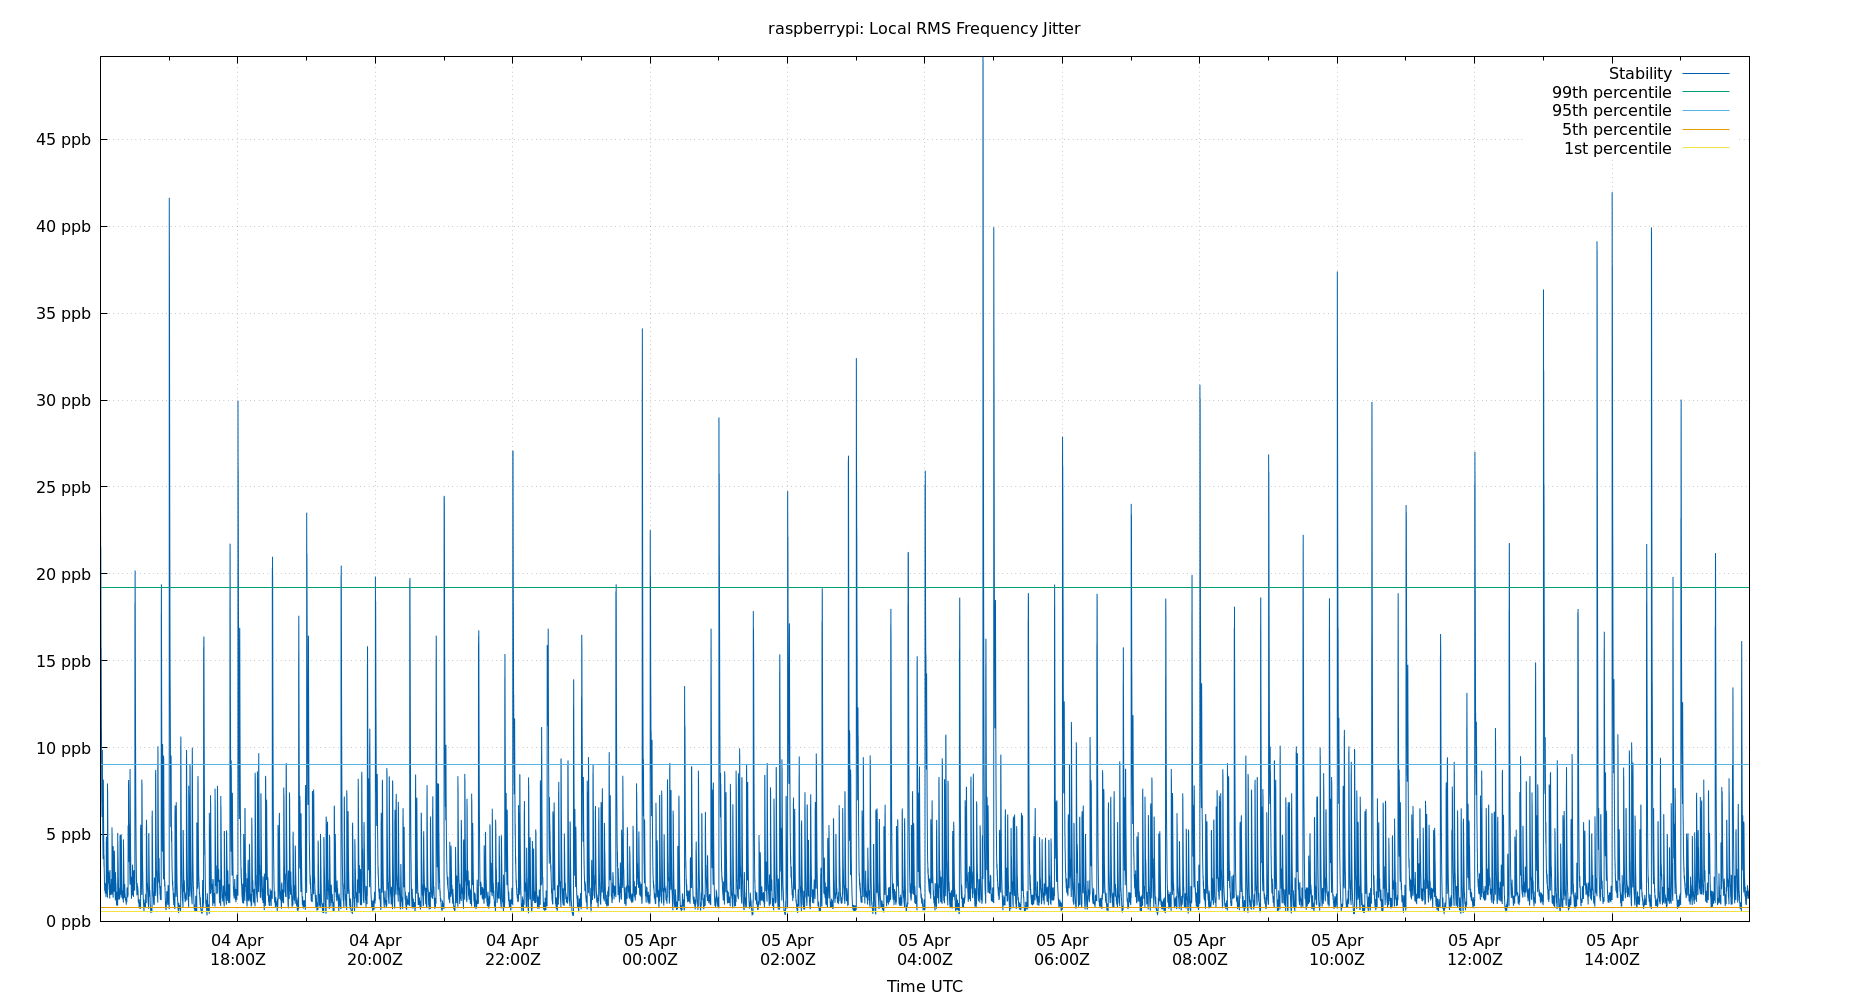 raspberrypi: Local RMS Frequency Jitter
Stability
99th percentile
95th percentile
5th percentile
1st percentile
45 ppb
40 ppb
35 ppb
30 ppb
25 ppb
20 ppb
15 ppb
10 ppb
5 ppb
0 ppb
04 Apr 04 Apr 04 Apr 05 Apr 05 Apr 05 Apr 05 Apr 05 Apr 05 Apr 05 Apr 05 Apr
18:00Z 20:00Z 22:00Z 00:00Z 02:00Z 04:00Z 06:00Z 08:00Z 10:00Z 12:00Z 14:00Z
Time UTC